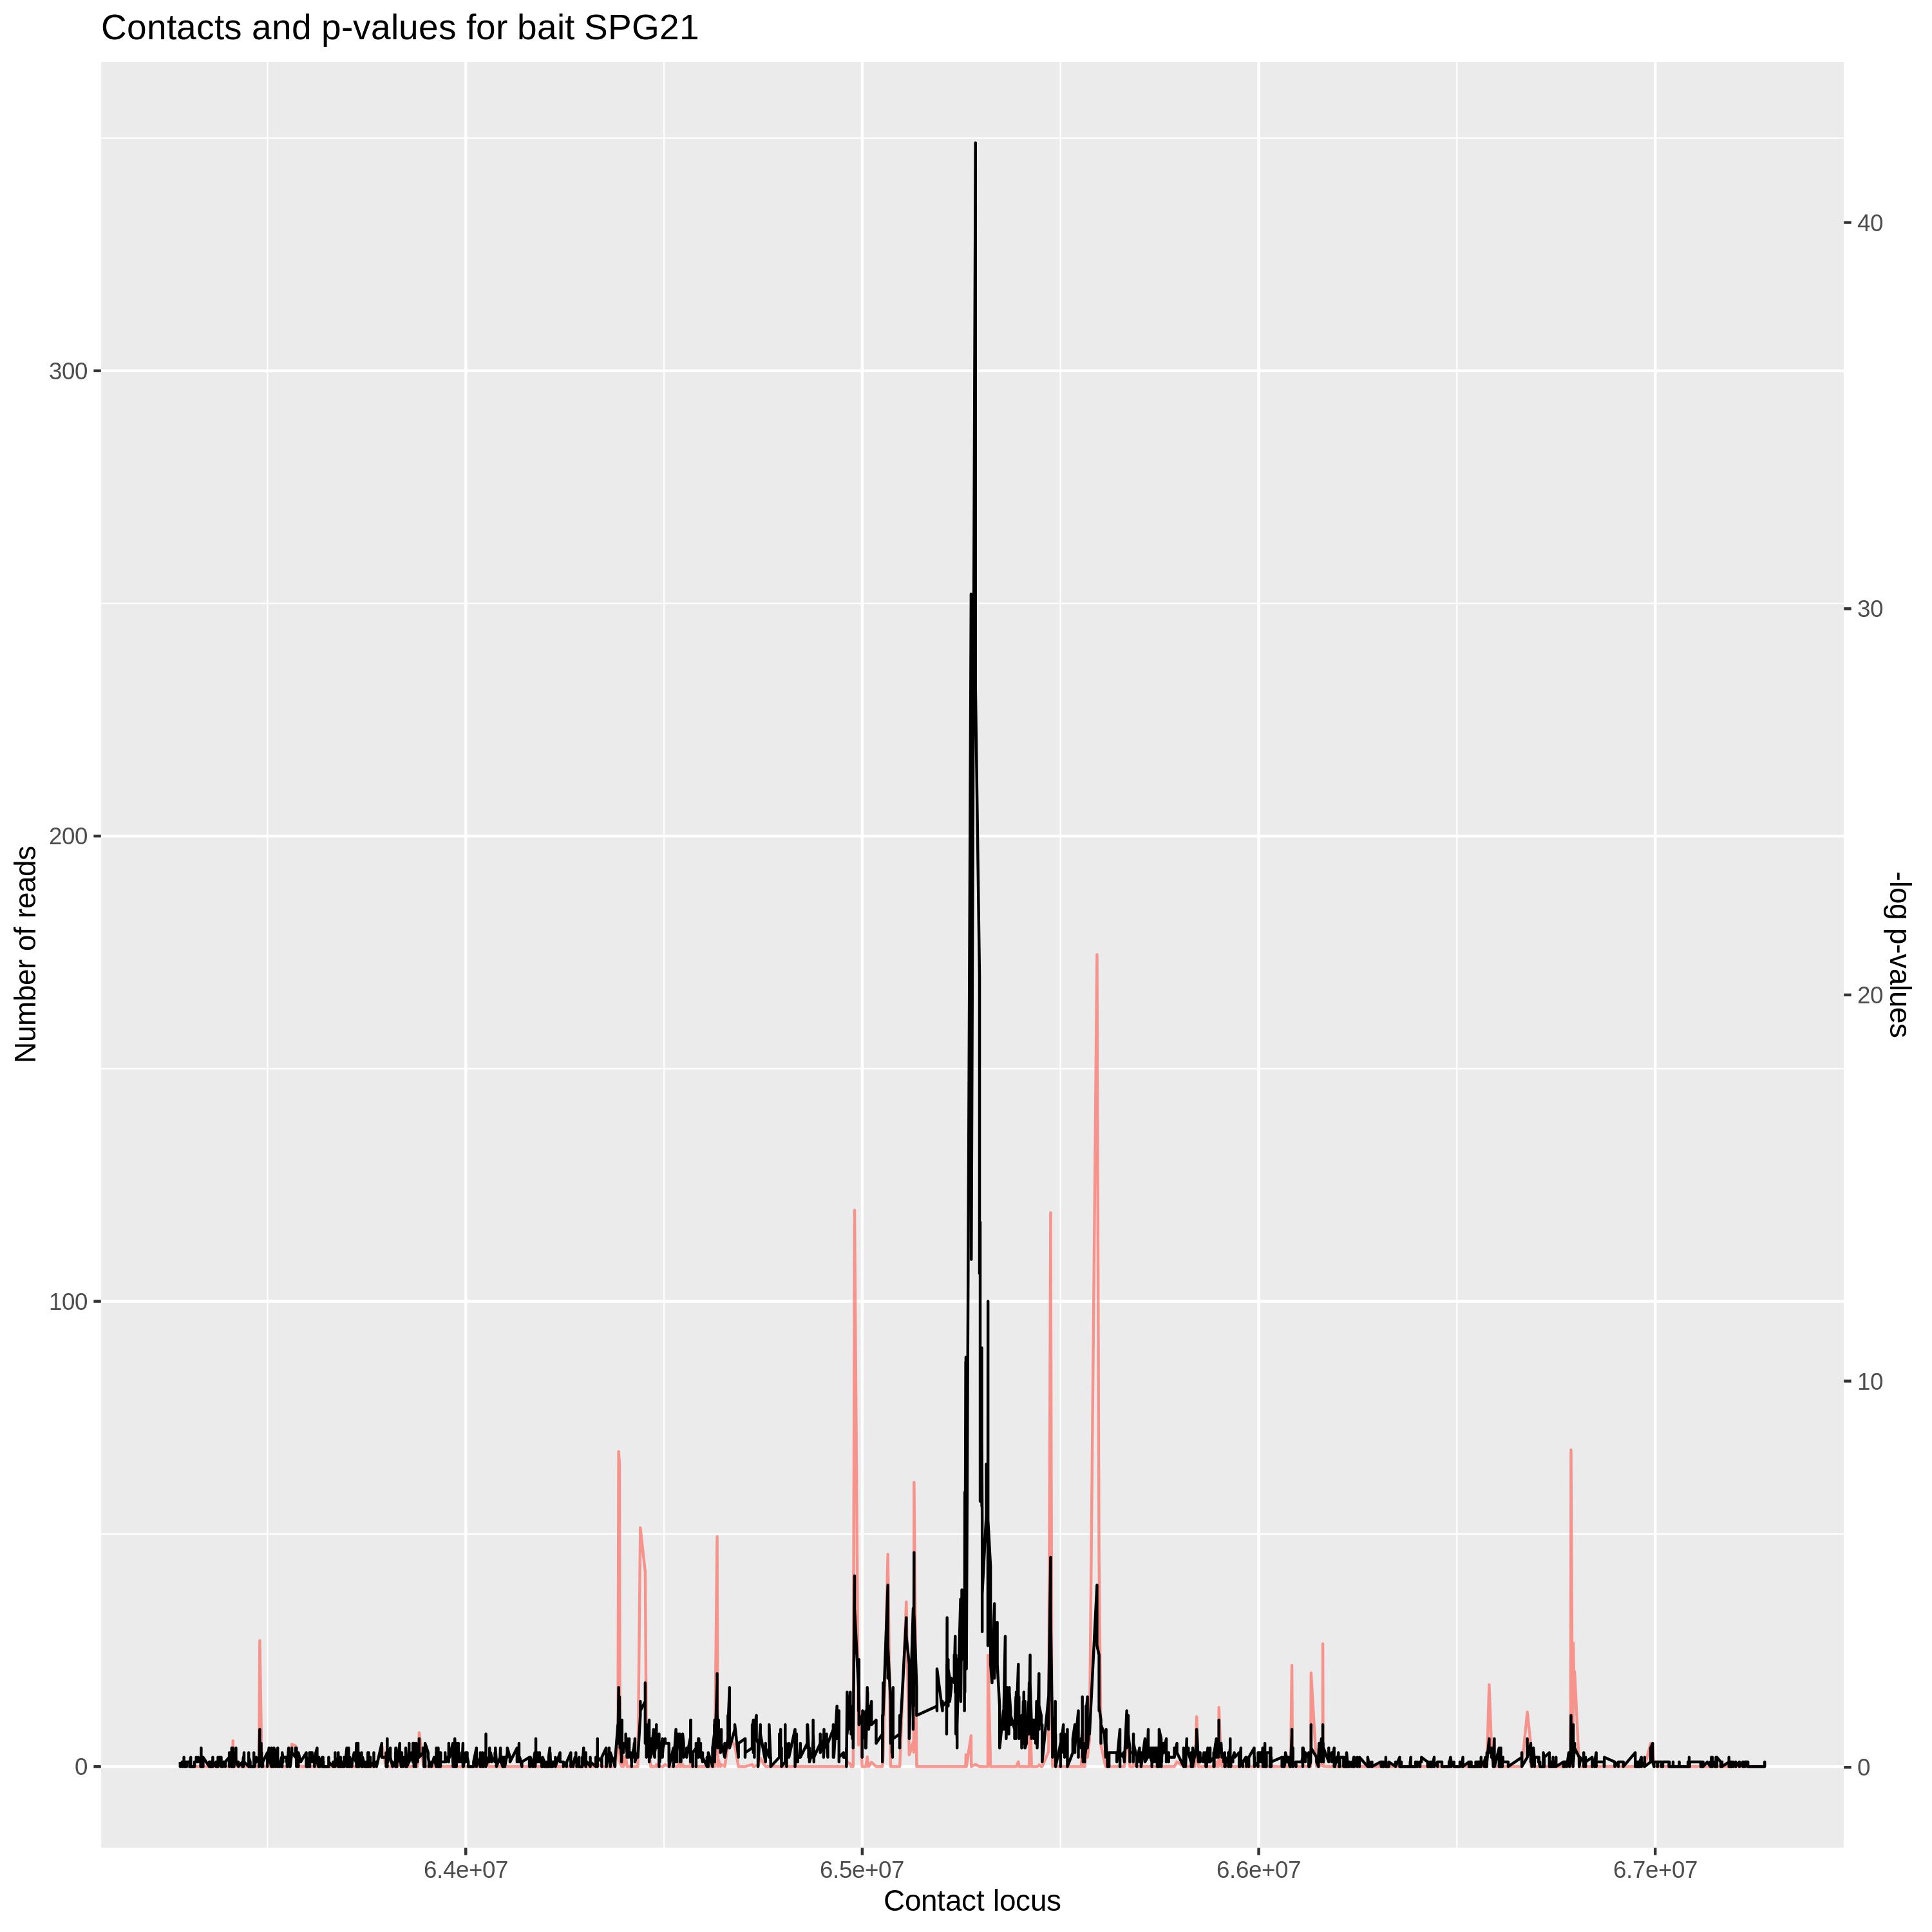 Contacts and p-values for bait SPG21
300
200
100
0
Number of reads
40
30
20
10
0
-log p-values
6.4e+07
6.5e+07
6.6e+07
6.7e+07
Contact locus